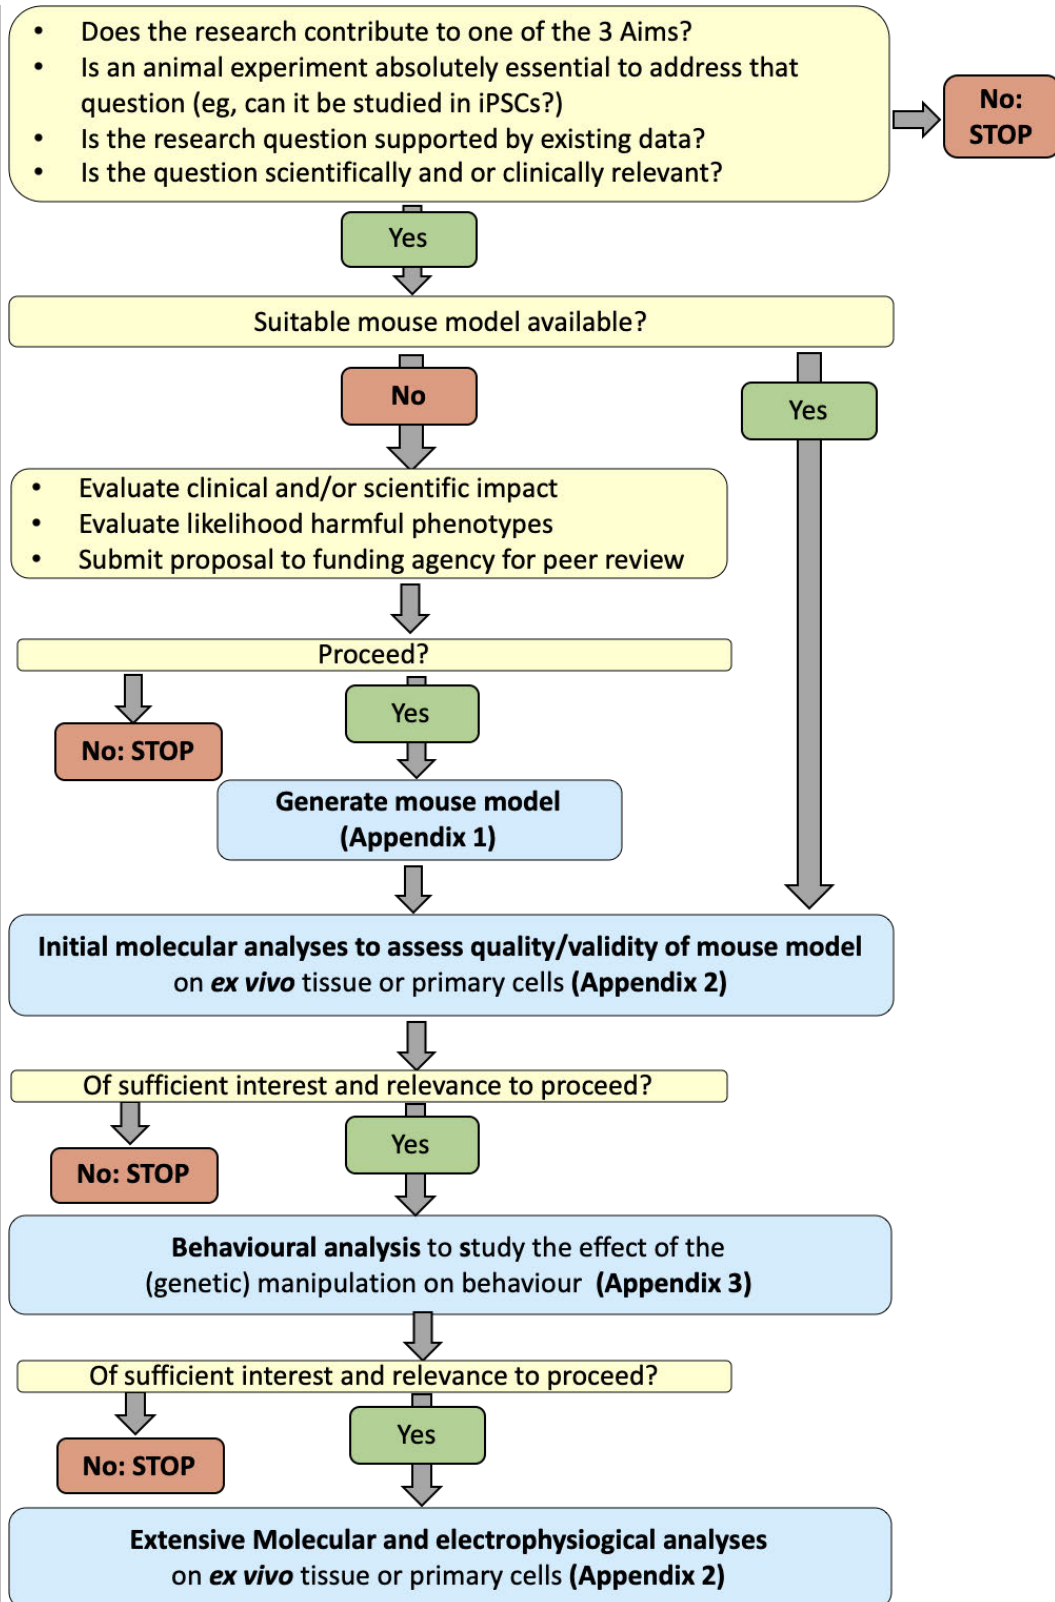 • Does the research contribute to one of the 3 Aims?
• Is an animal experiment absolutely essential to address that
question (eg, can it be studied in iPSCs?)
• Is the research question supported by existing data?
• Is the question scientifically and or clinically relevant?
No:
STOP
Yes
Suitable mouse model available?
No
Yes
• Evaluate clinical and/or scientific impact
• Evaluate likelihood harmful phenotypes
• Submit proposal to funding agency for peer review
Proceed?
No: STOP
Yes
Generate mouse model
(Appendix 1)
Initial molecular analyses to assess quality/validity of mouse model
on ex vivo tissue or primary cells (Appendix 2)
Of sufficient interest and relevance to proceed?
No: STOP
Yes
Behavioural analysis to study the effect of the
(genetic) manipulation on behaviour (Appendix 3)
Of sufficient interest and relevance to proceed?
No: STOP
Yes
Extensive Molecular and electrophysiogical analyses
on ex vivo tissue or primary cells (Appendix 2)